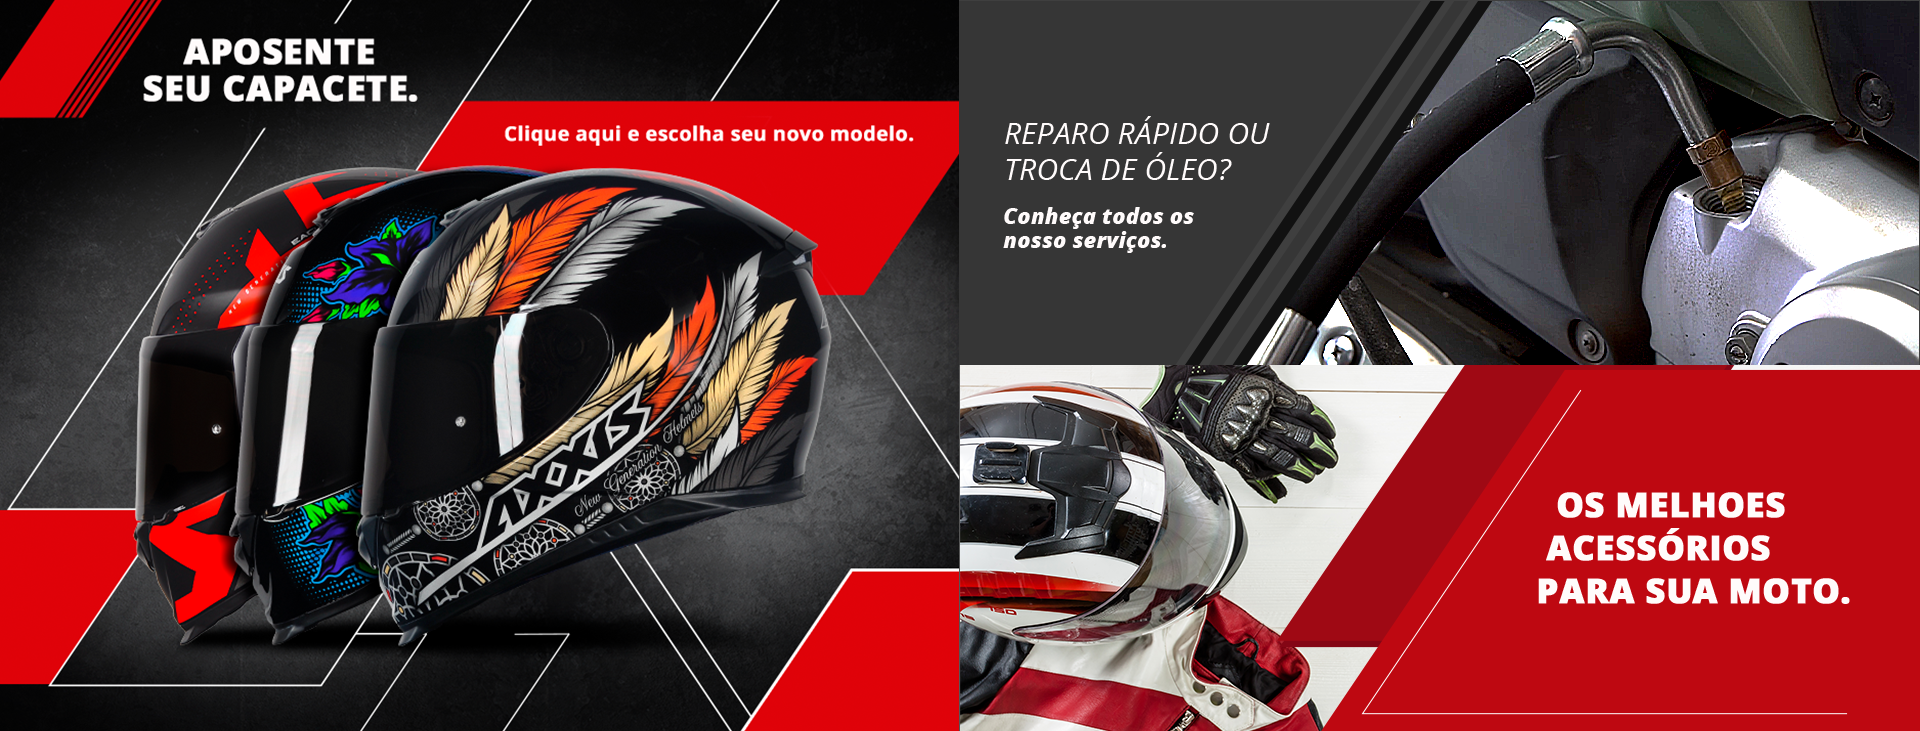 APOSENTE
SEU CAPACETE.
Clique aqui e escolha seu novo modelo.
AXXIS
New Generation Helmets
REPARO RÁPIDO OU
TROCA DE ÓLEO?
Conheça todos os
nosso serviços.
OS MELHOES
ACESSÓRIOS
PARA SUA MOTO.